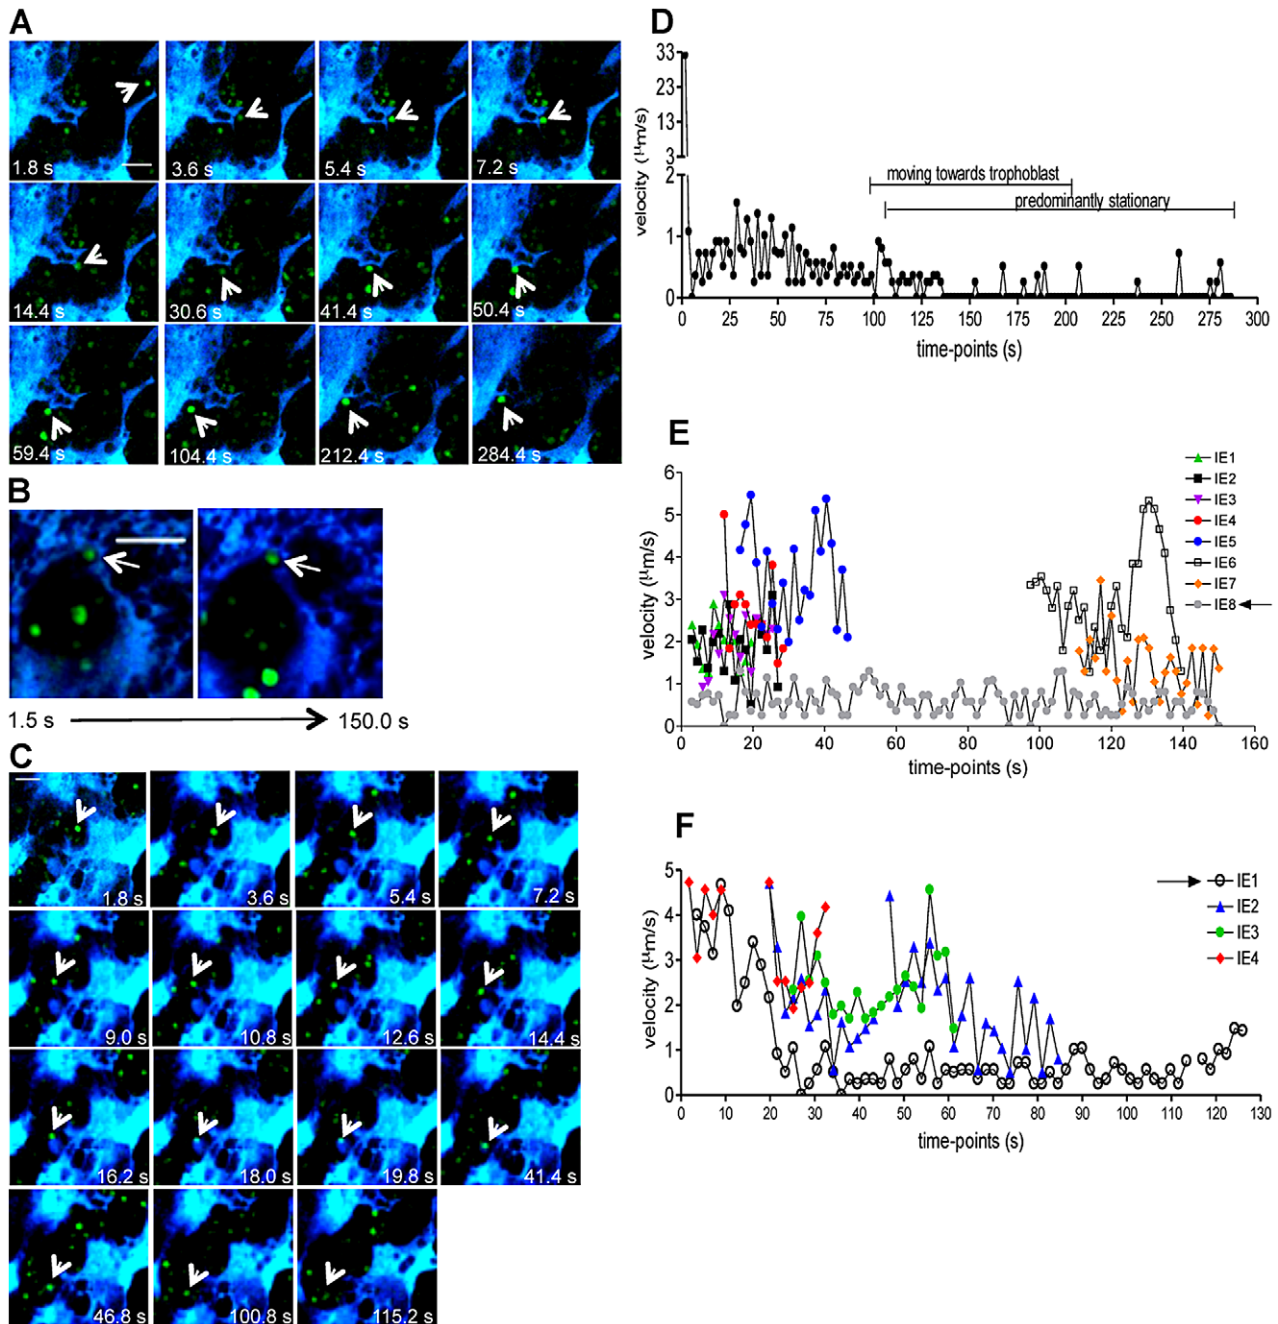 A
1.8 s
3.6 s
5.4 s
7.2 s
14.4 s
30.6 s
41.4 s
50.4 s
59.4 s
104.4 s
212.4 s
284.4 s
B
1.5 s
150.0 s
C
1.8 s
3.6 s
5.4 s
7.2 s
9.0 s
10.8 s
12.6 s
14.4 s
16.2 s
18.0 s
19.8 s
41.4 s
46.8 s
100.8 s
115.2 s
D
velocity (µm/s)
33
23
13
3
2
1
0
moving towards trophoblast
predominantly stationary
0 25 50 75 100 125 150 175 200 225 250 275 300
time-points (s)
E
velocity (µm/s)
6
5
4
3
2
1
0
IE1
IE2
IE3
IE4
IE5
IE6
IE7
IE8
0 20 40 60 80 100 120 140 160
time-points (s)
F
velocity (µm/s)
5
4
3
2
1
0
IE1
IE2
IE3
IE4
0 10 20 30 40 50 60 70 80 90 100 110 120 130
time-points (s)